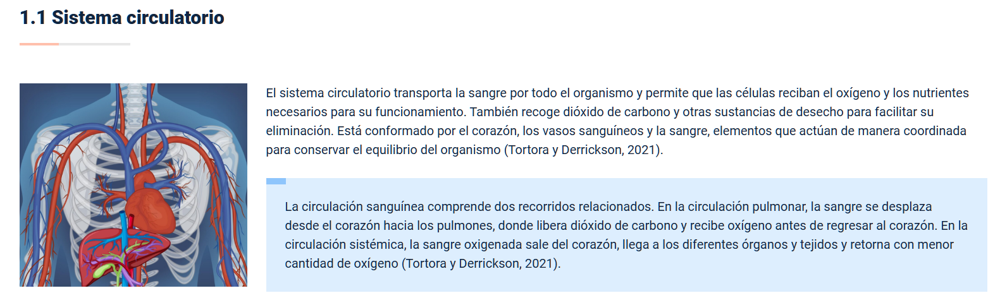 1.1 Sistema circulatorio
El sistema circulatorio transporta la sangre por todo el organismo y permite que las células reciban el oxígeno y los nutrientes
necesarios para su funcionamiento. También recoge dióxido de carbono y otras sustancias de desecho para facilitar su
eliminación. Está conformado por el corazón, los vasos sanguíneos y la sangre, elementos que actúan de manera coordinada
para conservar el equilibrio del organismo (Tortora y Derrickson, 2021).
La circulación sanguínea comprende dos recorridos relacionados. En la circulación pulmonar, la sangre se desplaza
desde el corazón hacia los pulmones, donde libera dióxido de carbono y recibe oxígeno antes de regresar al corazón. En la
circulación sistémica, la sangre oxigenada sale del corazón, llega a los diferentes órganos y tejidos y retorna con menor
cantidad de oxígeno (Tortora y Derrickson, 2021).